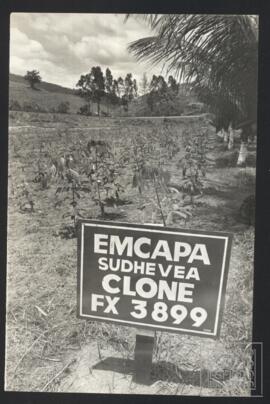 EMCAPA
SUDHEVEA
CLONE
FX 3899